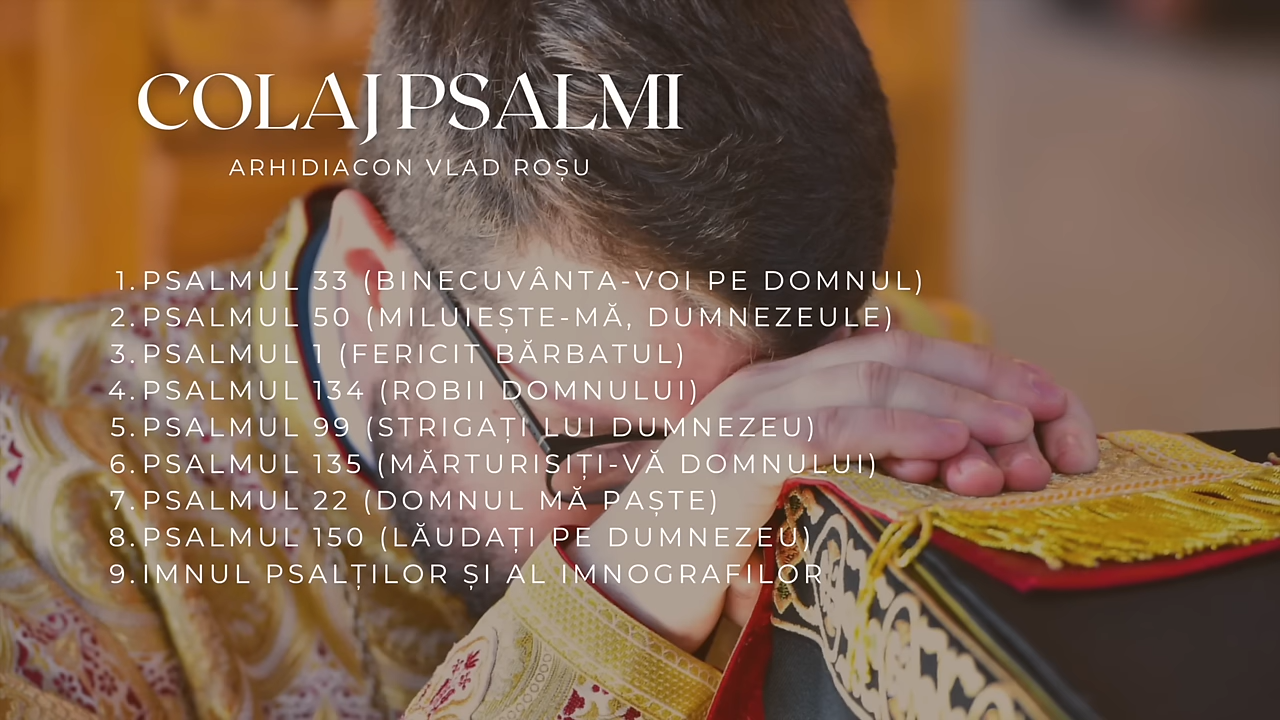 COLAJ PSALMI
ARHIDIACON VLAD ROȘU
1. PSALMUL 33 (BINECUVÂNTA-VOI PE DOMNUL)
2. PSALMUL 50 (MILUIEȘTE-MĂ, DUMNEZEULE)
3. PSALMUL 1 (FERICIT BĂRBATUL)
4. PSALMUL 134 (ROBII DOMNULUI)
5. PSALMUL 99 (STRIGAȚI LUI DUMNEZEU)
6. PSALMUL 135 (MĂRTURISIȚI-VĂ DOMNULUI)
7. PSALMUL 22 (DOMNUL MĂ PAȘTE)
8. PSALMUL 150 (LĂUDAȚI PE DUMNEZEU)
9. IMNUL PSALȚILOR ȘI AL IMNOGRAFILOR